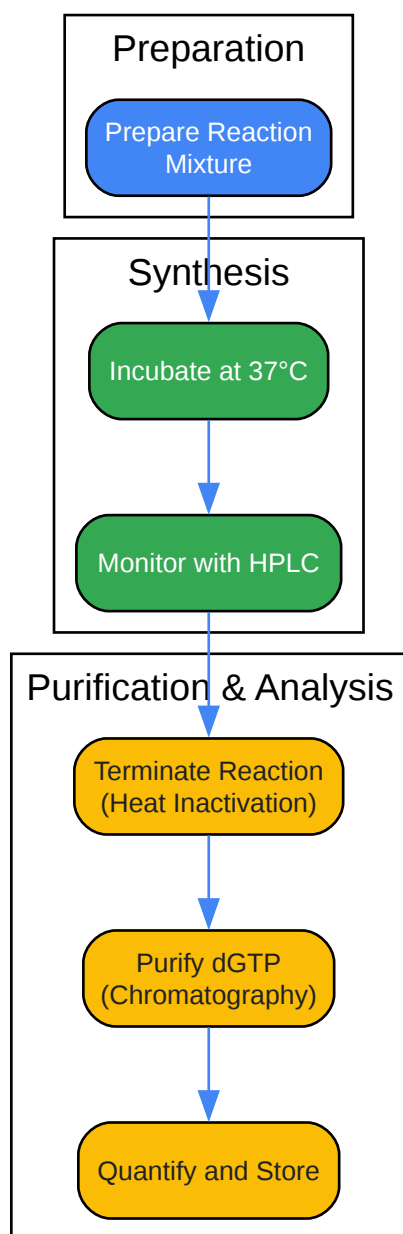 Preparation
Prepare Reaction
Mixture
Synthesis
Incubate at 37°C
Monitor with HPLC
Purification & Analysis
Terminate Reaction
(Heat Inactivation)
Purify dGTP
(Chromatography)
Quantify and Store